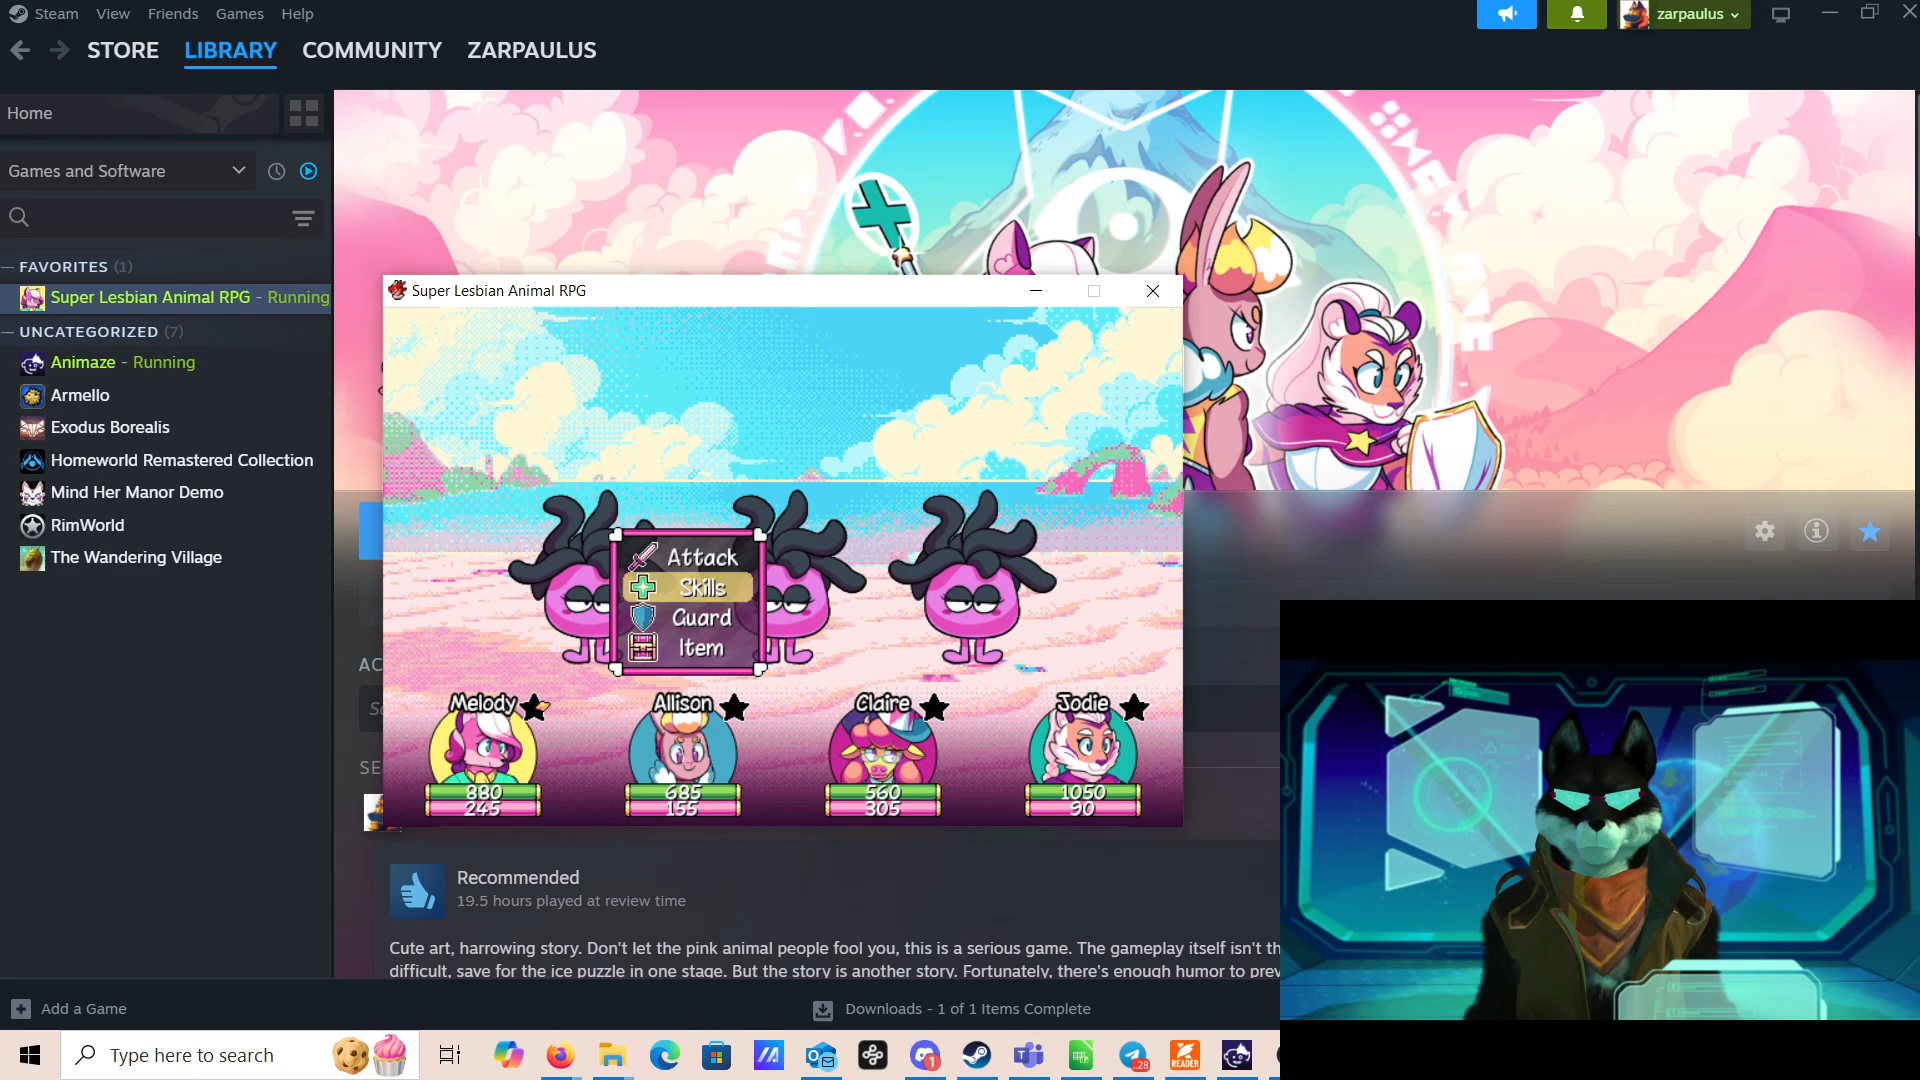 Steam View Friends Games Help
zarpaulus
STORE LIBRARY COMMUNITY ZARPAULUS
Home
Games and Software
— FAVORITES (1)
Super Lesbian Animal RPG - Running
— UNCATEGORIZED (7)
Animaze - Running
Armello
Exodus Borealis
Homeworld Remastered Collection
Mind Her Manor Demo
RimWorld
The Wandering Village
Super Lesbian Animal RPG
Attack
Skills
Guard
Item
Melody Allison Claire Jodie
880 685 560 1050
245 155 305 90
Recommended
19.5 hours played at review time
Cute art, harrowing story. Don't let the pink animal people fool you, this is a serious game. The gameplay itself isn't
difficult, save for the ice puzzle in one stage. But the story is another story. Fortunately, there's enough humor to
Add a Game
Downloads - 1 of 1 Items Complete
Type here to search
1
28
READER